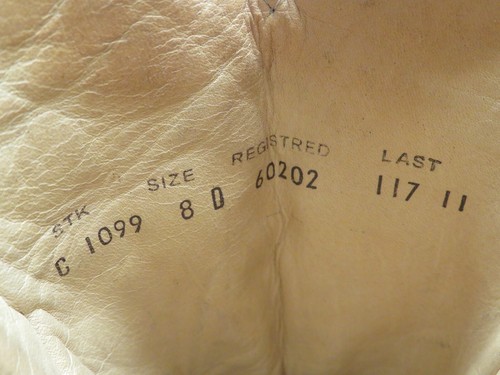 STK SIZE REGISTRED LAST
C 1099 8 D 60202 117 11